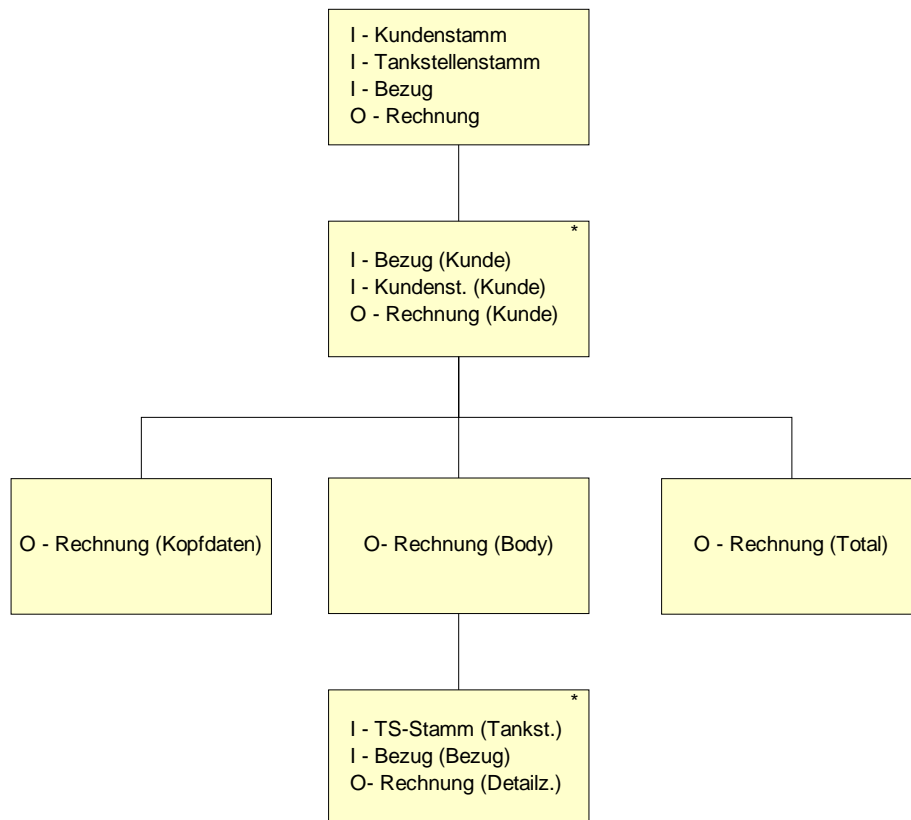 I - Kundenstamm
I - Tankstellenstamm
I - Bezug
O - Rechnung
*
I - Bezug (Kunde)
I - Kundenst. (Kunde)
O - Rechnung (Kunde)
O - Rechnung (Kopfdaten)
O- Rechnung (Body)
O - Rechnung (Total)
*
I - TS-Stamm (Tankst.)
I - Bezug (Bezug)
O- Rechnung (Detailz.)